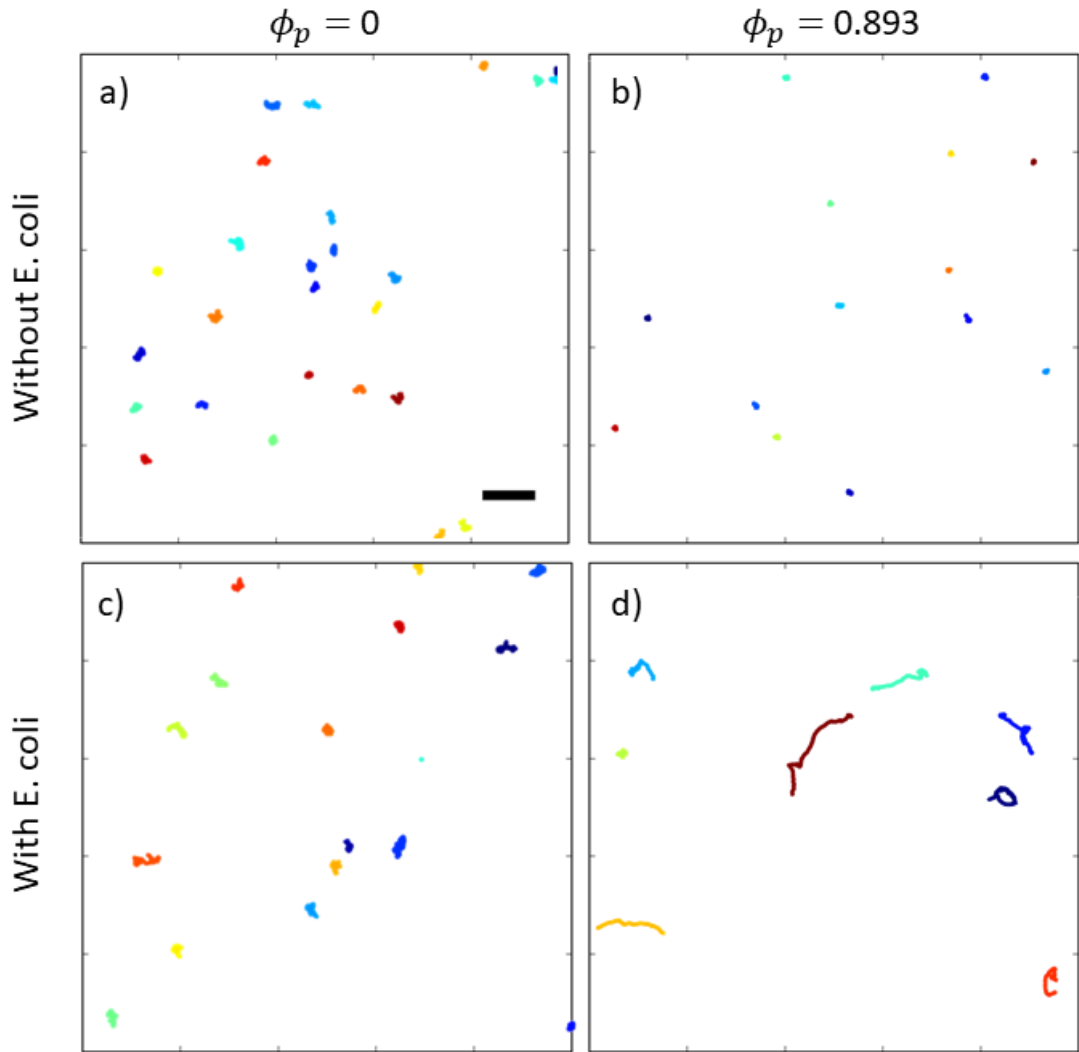 ϕₚ = 0
ϕₚ = 0.893
Without E. coli
a)
b)
With E. coli
c)
d)